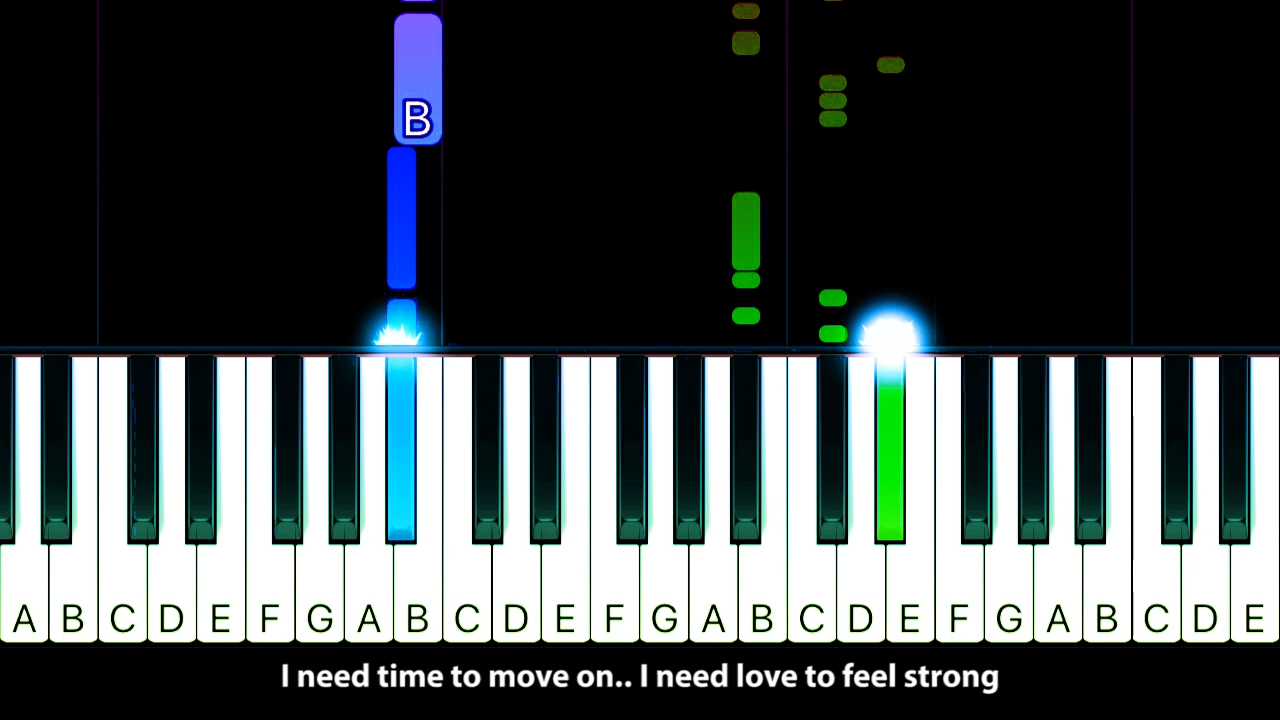 B
A B C D E F G A B C D E F G A B C D E F G A B C D E
I need time to move on.. I need love to feel strong